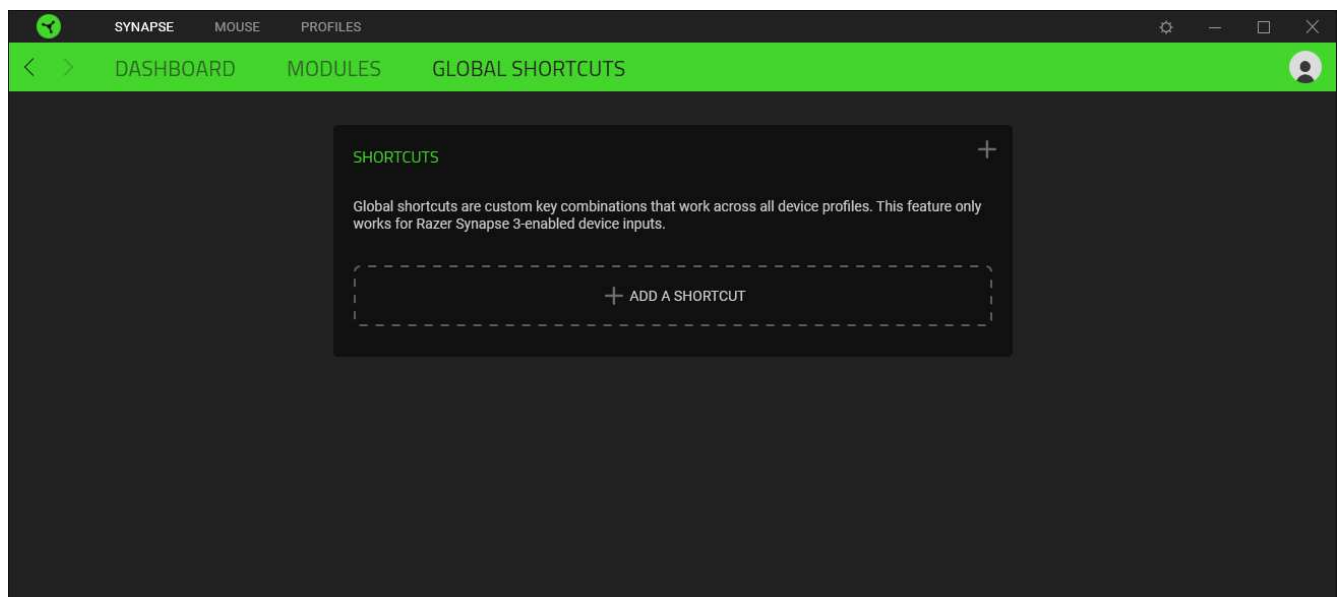 SYNAPSE MOUSE PROFILES
DASHBOARD MODULES GLOBAL SHORTCUTS
SHORTCUTS
Global shortcuts are custom key combinations that work across all device profiles. This feature only
works for Razer Synapse 3-enabled device inputs.
ADD A SHORTCUT